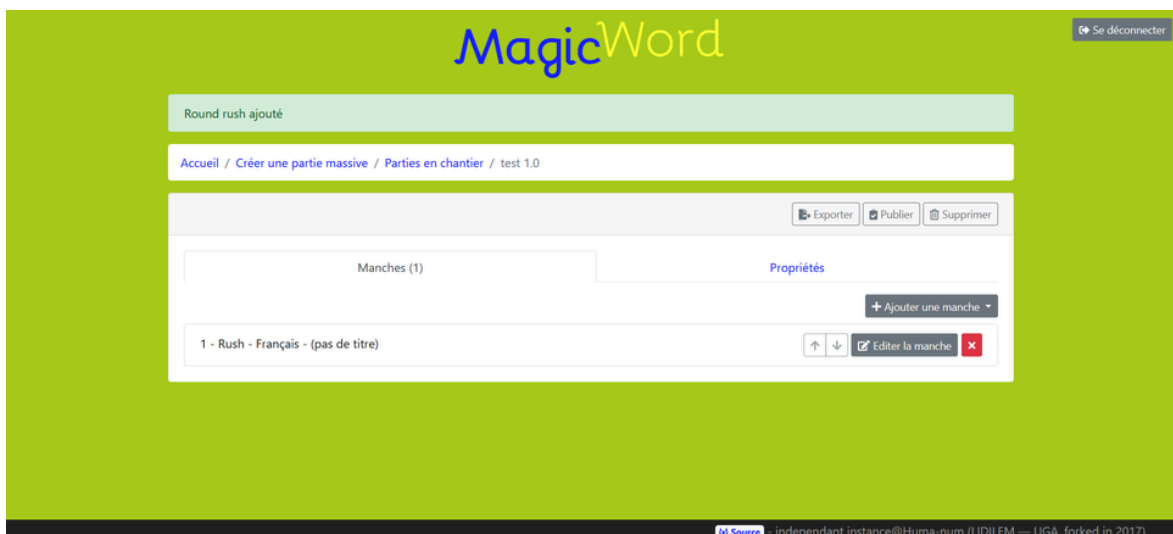 MagicWord
Se déconnecter
Round rush ajouté
Accueil / Créer une partie massive / Parties en chantier / test 1.0
Exporter Publier Supprimer
Manches (1) Propriétés
+ Ajouter une manche
1 - Rush - Français - (pas de titre) Editer la manche
Source - independant instance@Huma-num (LIDILEM — UGA, forked in 2017)